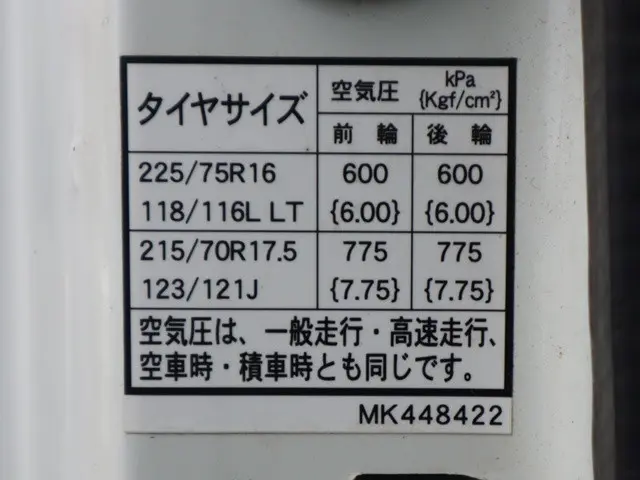 タイヤサイズ 空気圧 kPa
{Kgf/cm²}
前輪 後輪
225/75R16 600 600
118/116L LT {6.00} {6.00}
215/70R17.5 775 775
123/121J {7.75} {7.75}
空気圧は、一般走行・高速走行、
空車時・積車時とも同じです。
MK448422